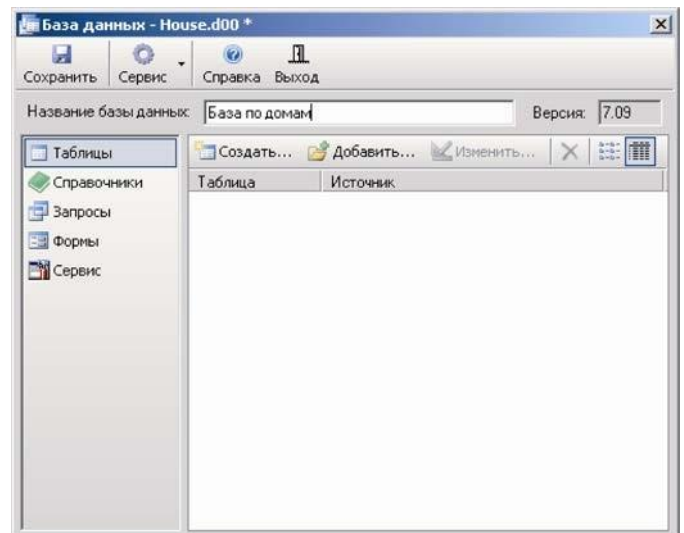 База данных - House.d00 *
Сохранить Сервис Справка Выход
Название базы данных: База по домам Версия: 7.09
Таблицы Создать... Добавить... Изменить...
Справочники Таблица Источник
Запросы
Формы
Сервис